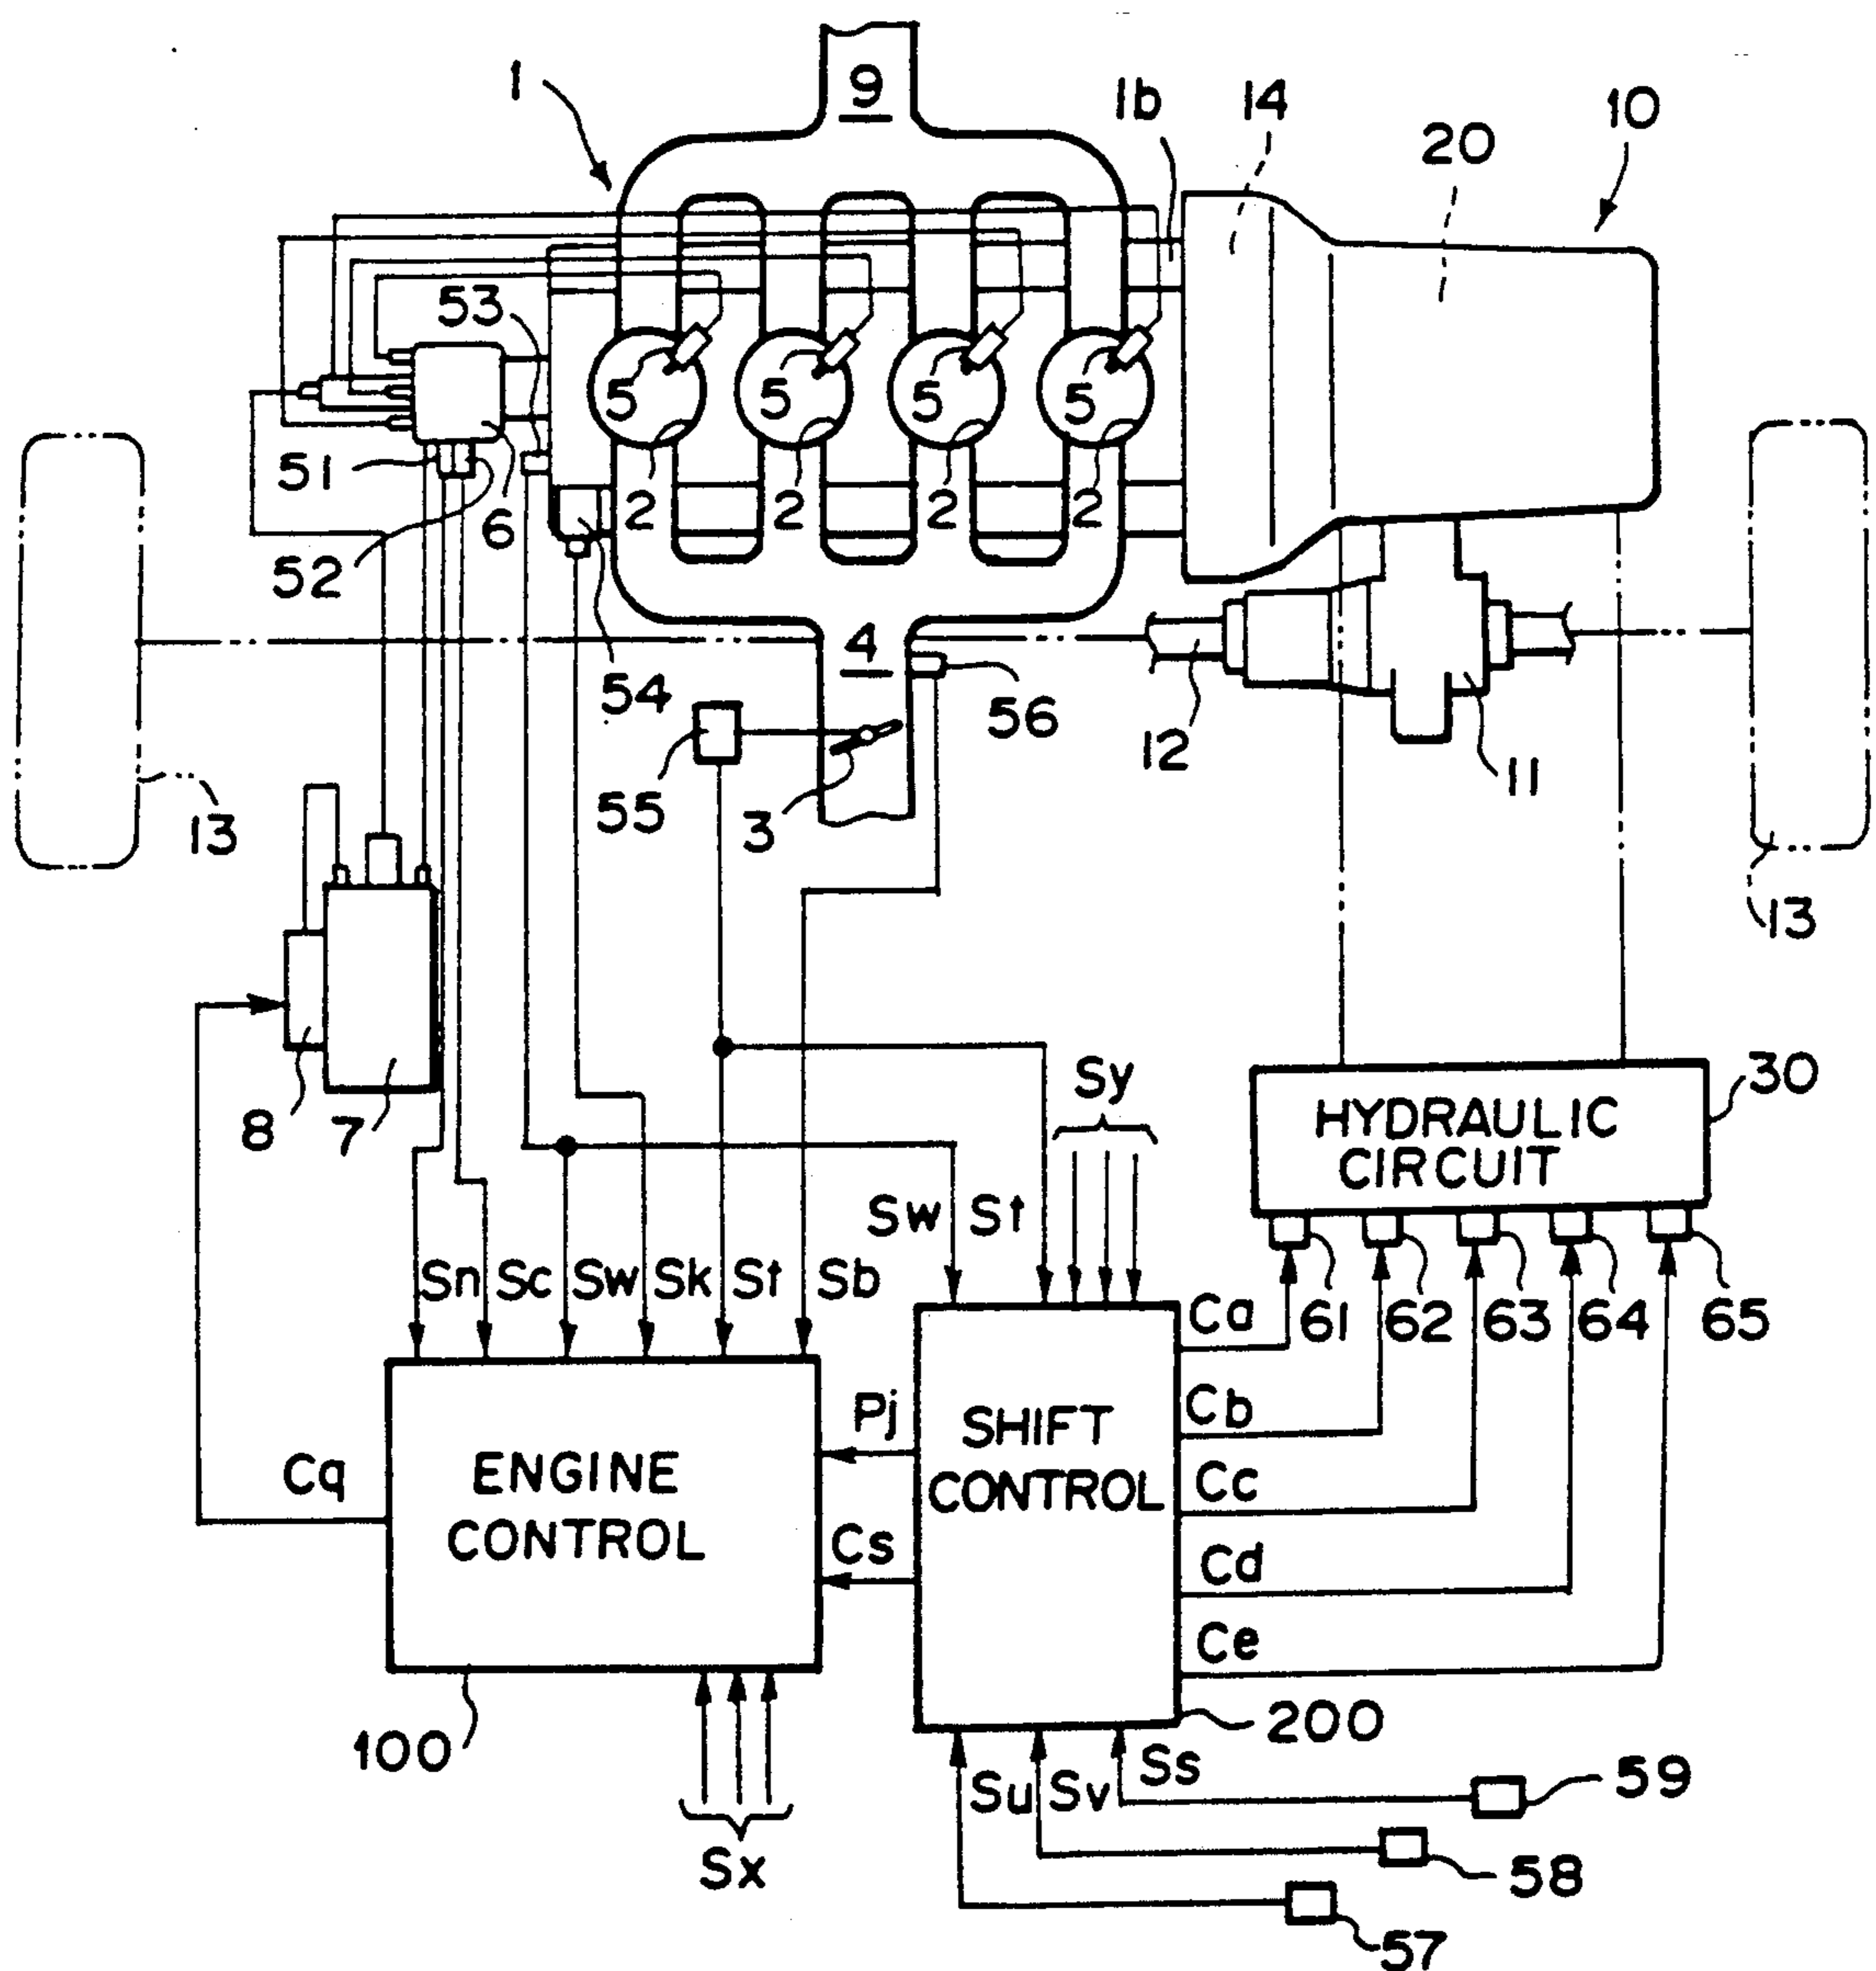 9
1
1b
14
20
10
53
5
5
5
5
51
6
2
2
2
2
52
4
54
56
12
11
55
3
13
13
8
7
Sy
30
HYDRAULIC
CIRCUIT
Sw
St
Sn
Sc
Sw
Sk
St
Sb
61
62
63
64
65
Ca
Pj
SHIFT
CONTROL
Cb
Cq
ENGINE
CONTROL
Cc
Cs
Cd
Ce
100
200
Su
Sv
Ss
59
Sx
58
57